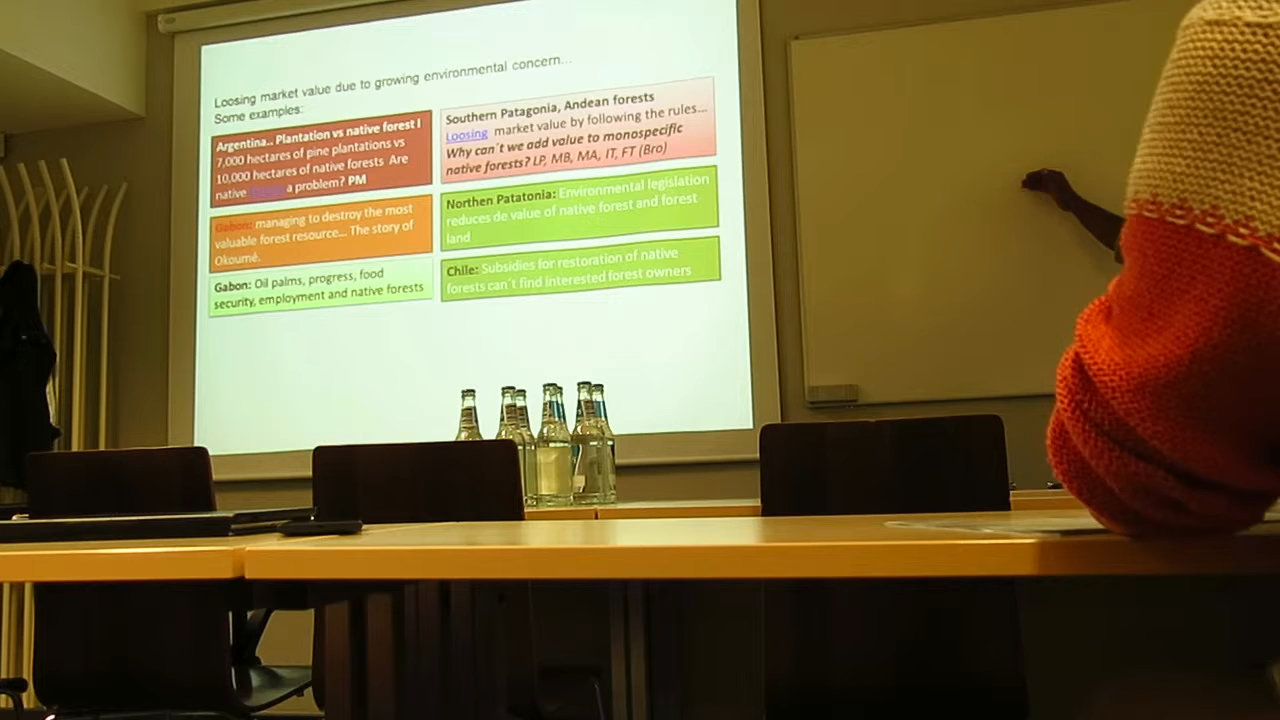 Loosing market value due to growing environmental concern...
Some examples:
Argentina.. Plantation vs native forest I
7,000 hectares of pine plantations vs
10,000 hectares of native forests Are
native a problem? PM
Gabon: managing to destroy the most
valuable forest resource... The story of
Okoumé.
Gabon: Oil palms, progress, food
security, employment and native forests
Southern Patagonia, Andean forests
Loosing market value by following the rules...
Why can´t we add value to monospecific
native forests? LP, MB, MA, IT, FT (Bro)
Northen Patatonia: Environmental legislation
reduces de value of native forest and forest
land
Chile: Subsidies for restoration of native
forests can´t find interested forest owners